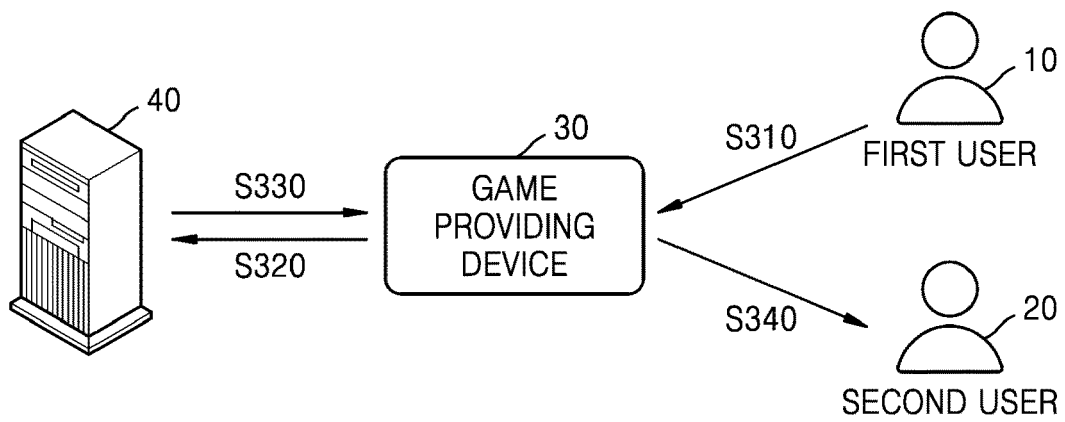 40
S330
S320
30
GAME
PROVIDING
DEVICE
S310
S340
10
FIRST USER
20
SECOND USER